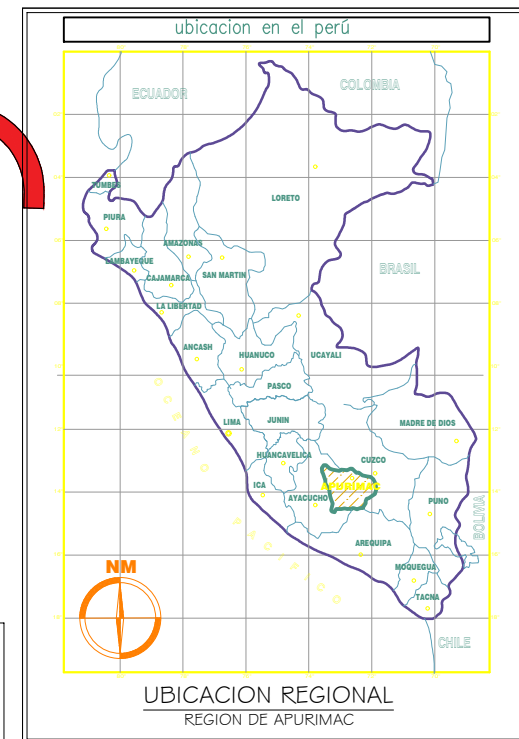 ubicacion en el perú
COLOMBIA
ECUADOR
TUMBES
LORETO
PIURA
AMAZONAS
LAMBAYEQUE
SAN MARTIN
BRASIL
CAJAMARCA
LA LIBERTAD
ANCASH
HUANUCO
UCAYALI
PASCO
LIMA
JUNIN
MADRE DE DIOS
HUANCAVELICA
CUZCO
ICA
APURIMAC
AYACUCHO
PUNO
BOLIVIA
AREQUIPA
NM
MOQUEGUA
TACNA
CHILE
UBICACION REGIONAL
REGION DE APURIMAC